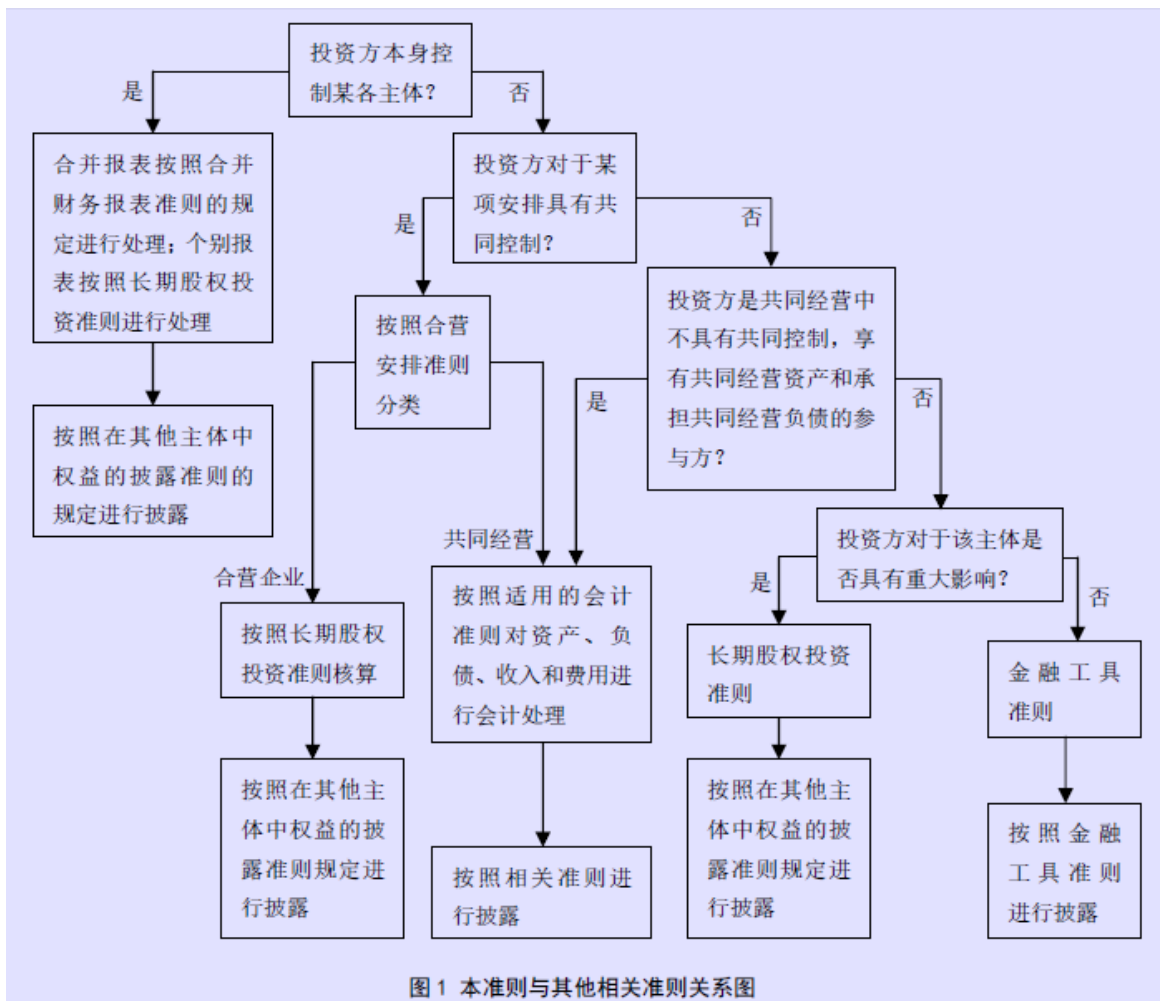 投资方本身控
制某各主体？
是
否
合并报表按照合并
财务报表准则的规
定进行处理；个别报
表按照长期股权投
资准则进行处理
投资方对于某
项安排具有共
同控制？
是
否
按照合营
安排准则
分类
投资方是共同经营中
不具有共同控制，享
有共同经营资产和承
担共同经营负债的参
与方？
是
否
按照在其他主体中
权益的披露准则的
规定进行披露
共同经营
合营企业
投资方对于该主体是
否具有重大影响？
是
否
按照长期股权
投资准则核算
按照适用的会计
准则对资产、负
债、收入和费用进
行会计处理
长期股权投资
准则
金融工具
准则
按照在其他主
体中权益的披
露准则规定进
行披露
按照相关准则进
行披露
按照在其他主
体中权益的披
露准则规定进
行披露
按照金融
工具准则
进行披露
图 1 本准则与其他相关准则关系图